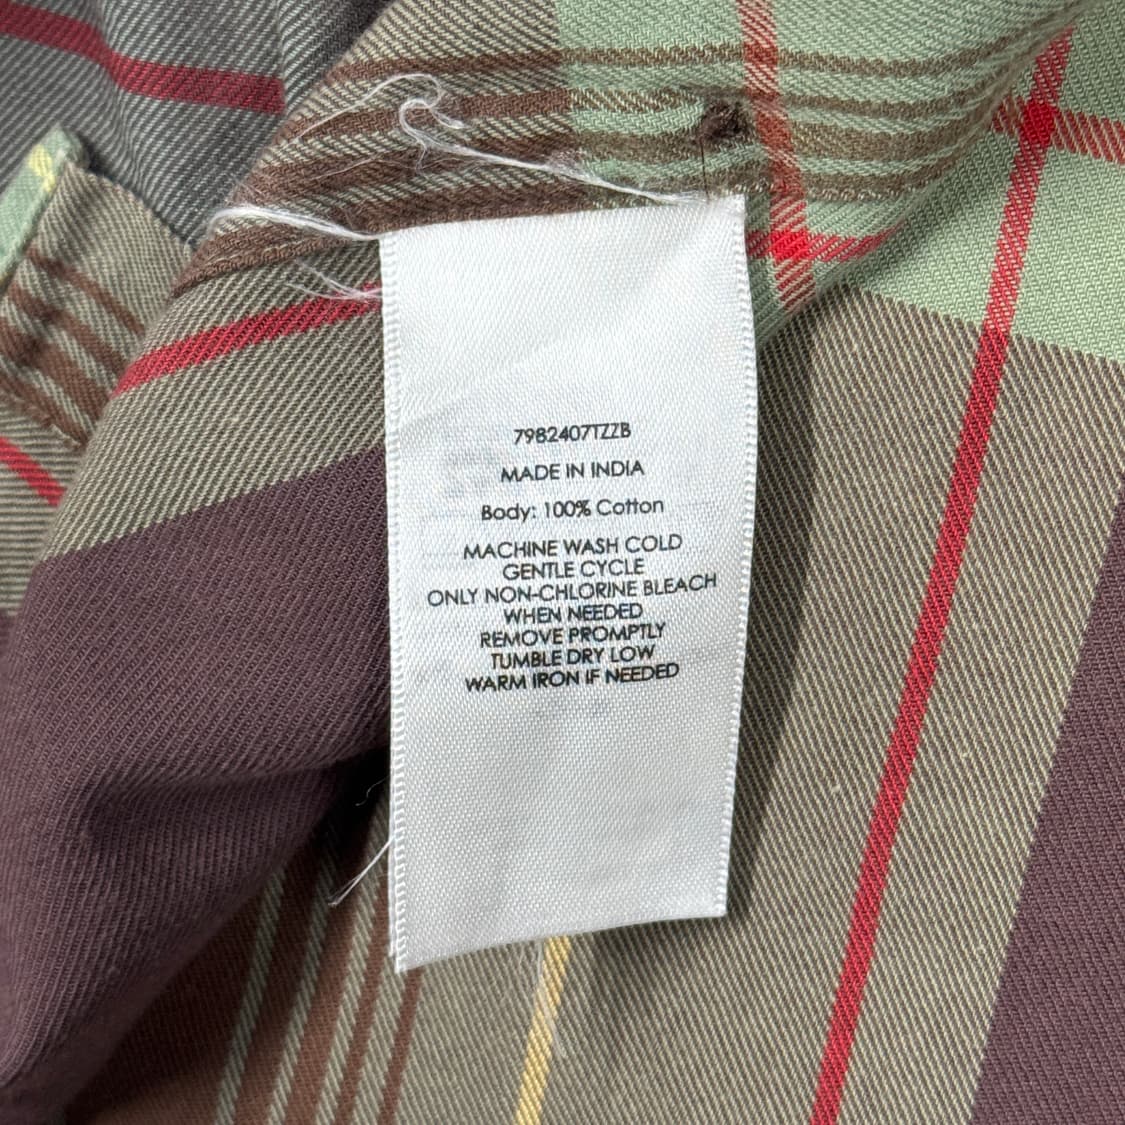 7982407TZZB
MADE IN INDIA
Body: 100% Cotton
MACHINE WASH COLD
GENTLE CYCLE
ONLY NON-CHLORINE BLEACH
WHEN NEEDED
REMOVE PROMPTLY
TUMBLE DRY LOW
WARM IRON IF NEEDED